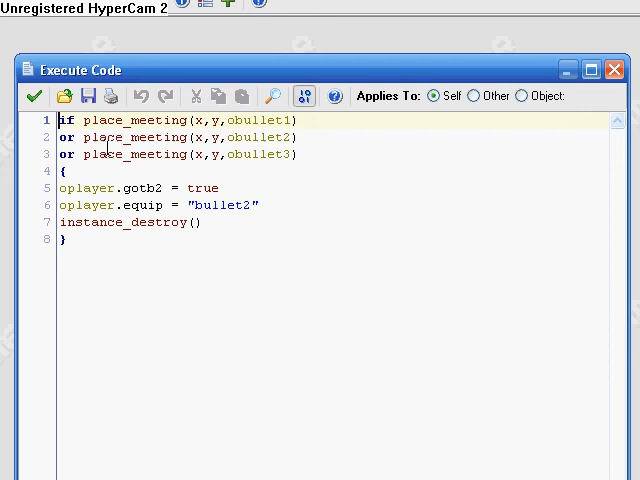 Unregistered HyperCam 2
Execute Code
Applies To: Self Other Object:
1 if place_meeting(x,y,obullet1)
2 or place_meeting(x,y,obullet2)
3 or place_meeting(x,y,obullet3)
4 {
5 oplayer.gotb2 = true
6 oplayer.equip = "bullet2"
7 instance_destroy()
8 }